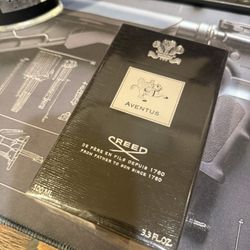 AVENTUS
CREED
DE PÈRE EN FILS DEPUIS 1760
FROM FATHER TO SON SINCE 1760
100 ML
3.3 FL.OZ